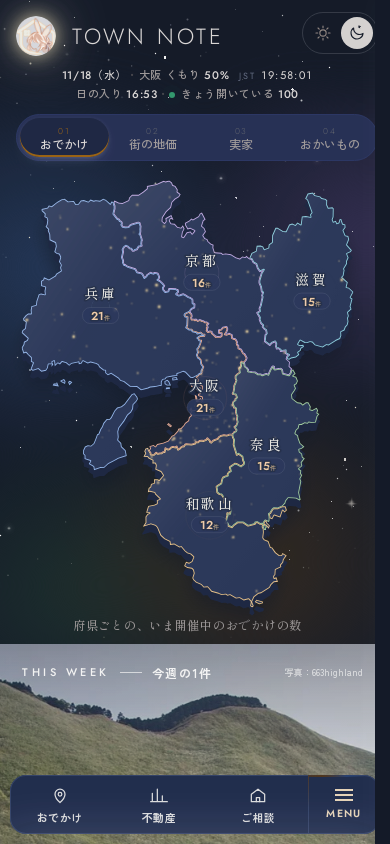 TOWN NOTE
11/18（水） · 大阪 くもり 50% JST 19:58:01
日の入り 16:53 · きょう開いている 100
01
おでかけ
02
街の地価
03
実家
04
おかいもの
京都
16件
滋賀
15件
兵庫
21件
大阪
21件
奈良
15件
和歌山
12件
府県ごとの、いま開催中のおでかけの数
THIS WEEK 今週の1件
写真：663highland
おでかけ
不動産
ご相談
MENU